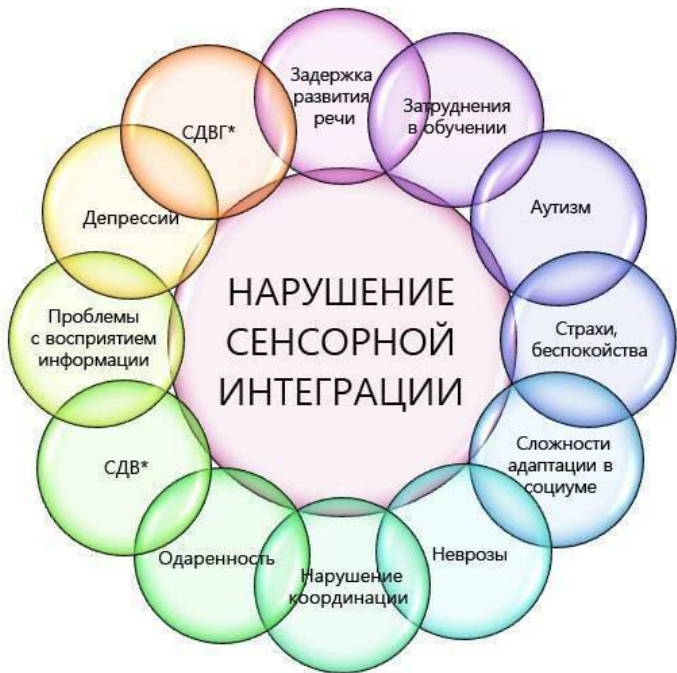 Задержка
развития
речи
Затруднения
в обучении
Аутизм
Страхи,
беспокойства
Сложности
адаптации в
социуме
Неврозы
Нарушение
координации
Одаренность
СДВ*
Проблемы
с восприятием
информации
Депрессии
СДВГ*
НАРУШЕНИЕ
СЕНСОРНОЙ
ИНТЕГРАЦИИ